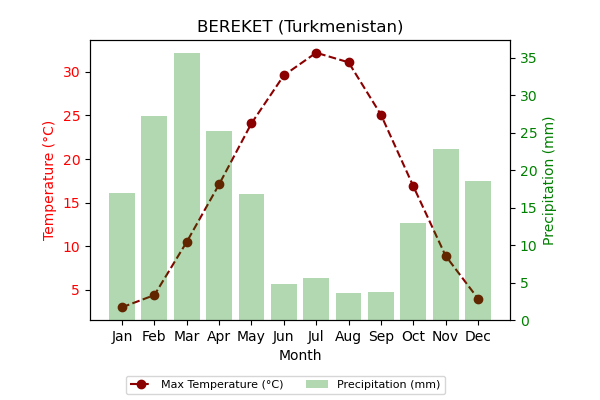 BEREKET (Turkmenistan)
Temperature (°C)
30
25
20
15
10
5
35
30
25
20
15
10
5
0
Precipitation (mm)
Jan Feb Mar Apr May Jun Jul Aug Sep Oct Nov Dec
Month
Max Temperature (°C) Precipitation (mm)